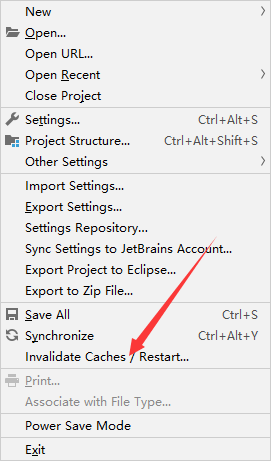 New
Open...
Open URL...
Open Recent
Close Project
Settings... Ctrl+Alt+S
Project Structure... Ctrl+Alt+Shift+S
Other Settings
Import Settings...
Export Settings...
Settings Repository...
Sync Settings to JetBrains Account...
Export Project to Eclipse...
Export to Zip File...
Save All Ctrl+S
Synchronize Ctrl+Alt+Y
Invalidate Caches / Restart...
Print...
Associate with File Type...
Power Save Mode
Exit